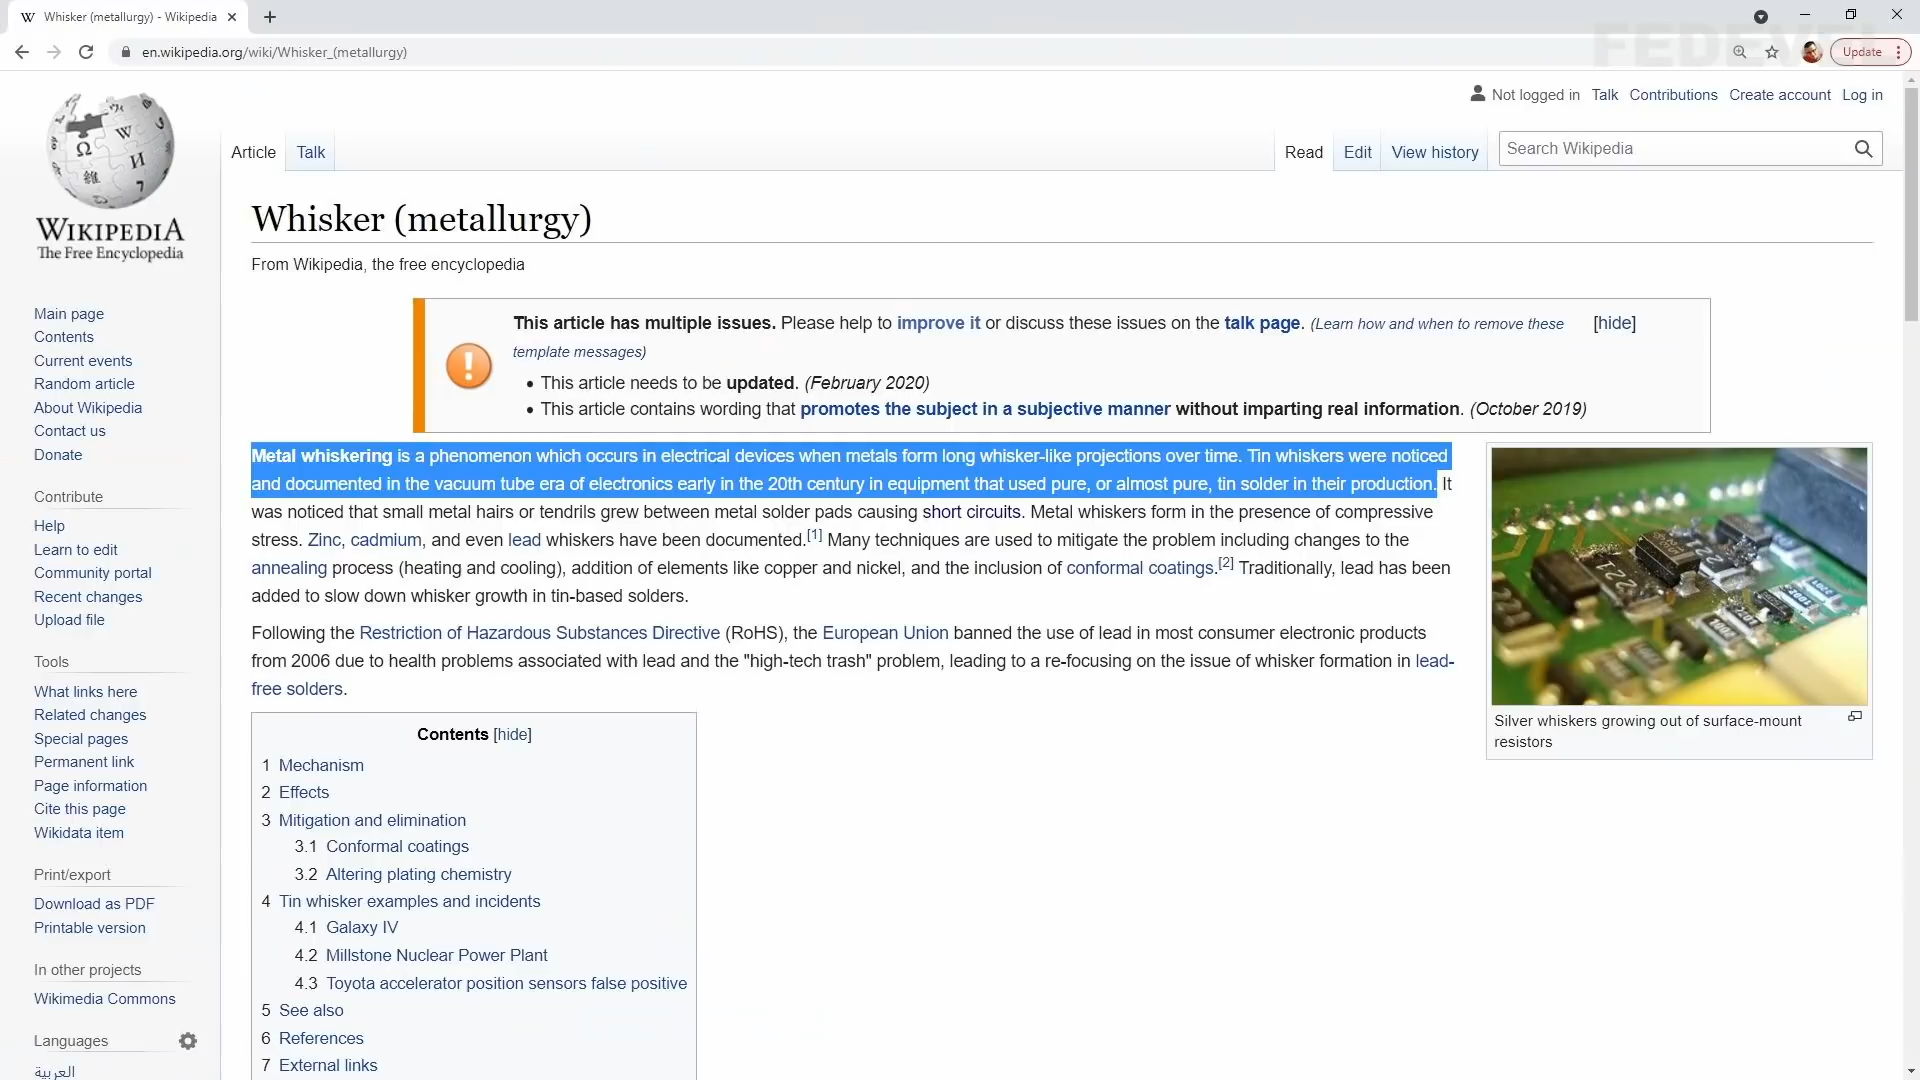 Whisker (metallurgy) - Wikipedia
en.wikipedia.org/wiki/Whisker_(metallurgy)
Update
Not logged in Talk Contributions Create account Log in
Article Talk Read Edit View history Search Wikipedia
WIKIPEDIA
The Free Encyclopedia
Main page
Contents
Current events
Random article
About Wikipedia
Contact us
Donate
Contribute
Help
Learn to edit
Community portal
Recent changes
Upload file
Tools
What links here
Related changes
Special pages
Permanent link
Page information
Cite this page
Wikidata item
Print/export
Download as PDF
Printable version
In other projects
Wikimedia Commons
Languages
العربية
Whisker (metallurgy)
From Wikipedia, the free encyclopedia
This article has multiple issues. Please help to improve it or discuss these issues on the talk page. (Learn how and when to remove these [hide]
template messages)
• This article needs to be updated. (February 2020)
• This article contains wording that promotes the subject in a subjective manner without imparting real information. (October 2019)
Metal whiskering is a phenomenon which occurs in electrical devices when metals form long whisker-like projections over time. Tin whiskers were noticed
and documented in the vacuum tube era of electronics early in the 20th century in equipment that used pure, or almost pure, tin solder in their production. It
was noticed that small metal hairs or tendrils grew between metal solder pads causing short circuits. Metal whiskers form in the presence of compressive
stress. Zinc, cadmium, and even lead whiskers have been documented.[1] Many techniques are used to mitigate the problem including changes to the
annealing process (heating and cooling), addition of elements like copper and nickel, and the inclusion of conformal coatings.[2] Traditionally, lead has been
added to slow down whisker growth in tin-based solders.
Following the Restriction of Hazardous Substances Directive (RoHS), the European Union banned the use of lead in most consumer electronic products
from 2006 due to health problems associated with lead and the "high-tech trash" problem, leading to a re-focusing on the issue of whisker formation in lead-
free solders.
Silver whiskers growing out of surface-mount
resistors
Contents [hide]
1 Mechanism
2 Effects
3 Mitigation and elimination
3.1 Conformal coatings
3.2 Altering plating chemistry
4 Tin whisker examples and incidents
4.1 Galaxy IV
4.2 Millstone Nuclear Power Plant
4.3 Toyota accelerator position sensors false positive
5 See also
6 References
7 External links